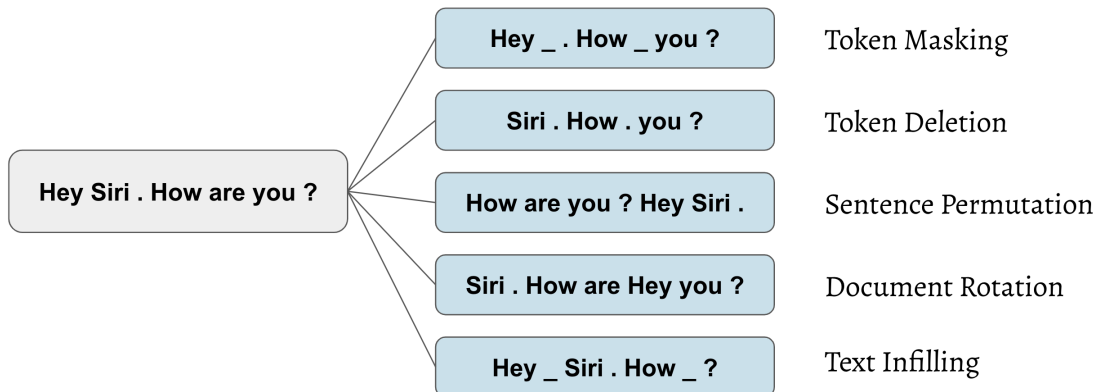 Hey _ . How _ you ?
Token Masking
Siri . How . you ?
Token Deletion
Hey Siri . How are you ?
How are you ? Hey Siri .
Sentence Permutation
Siri . How are Hey you ?
Document Rotation
Hey _ Siri . How _ ?
Text Infilling